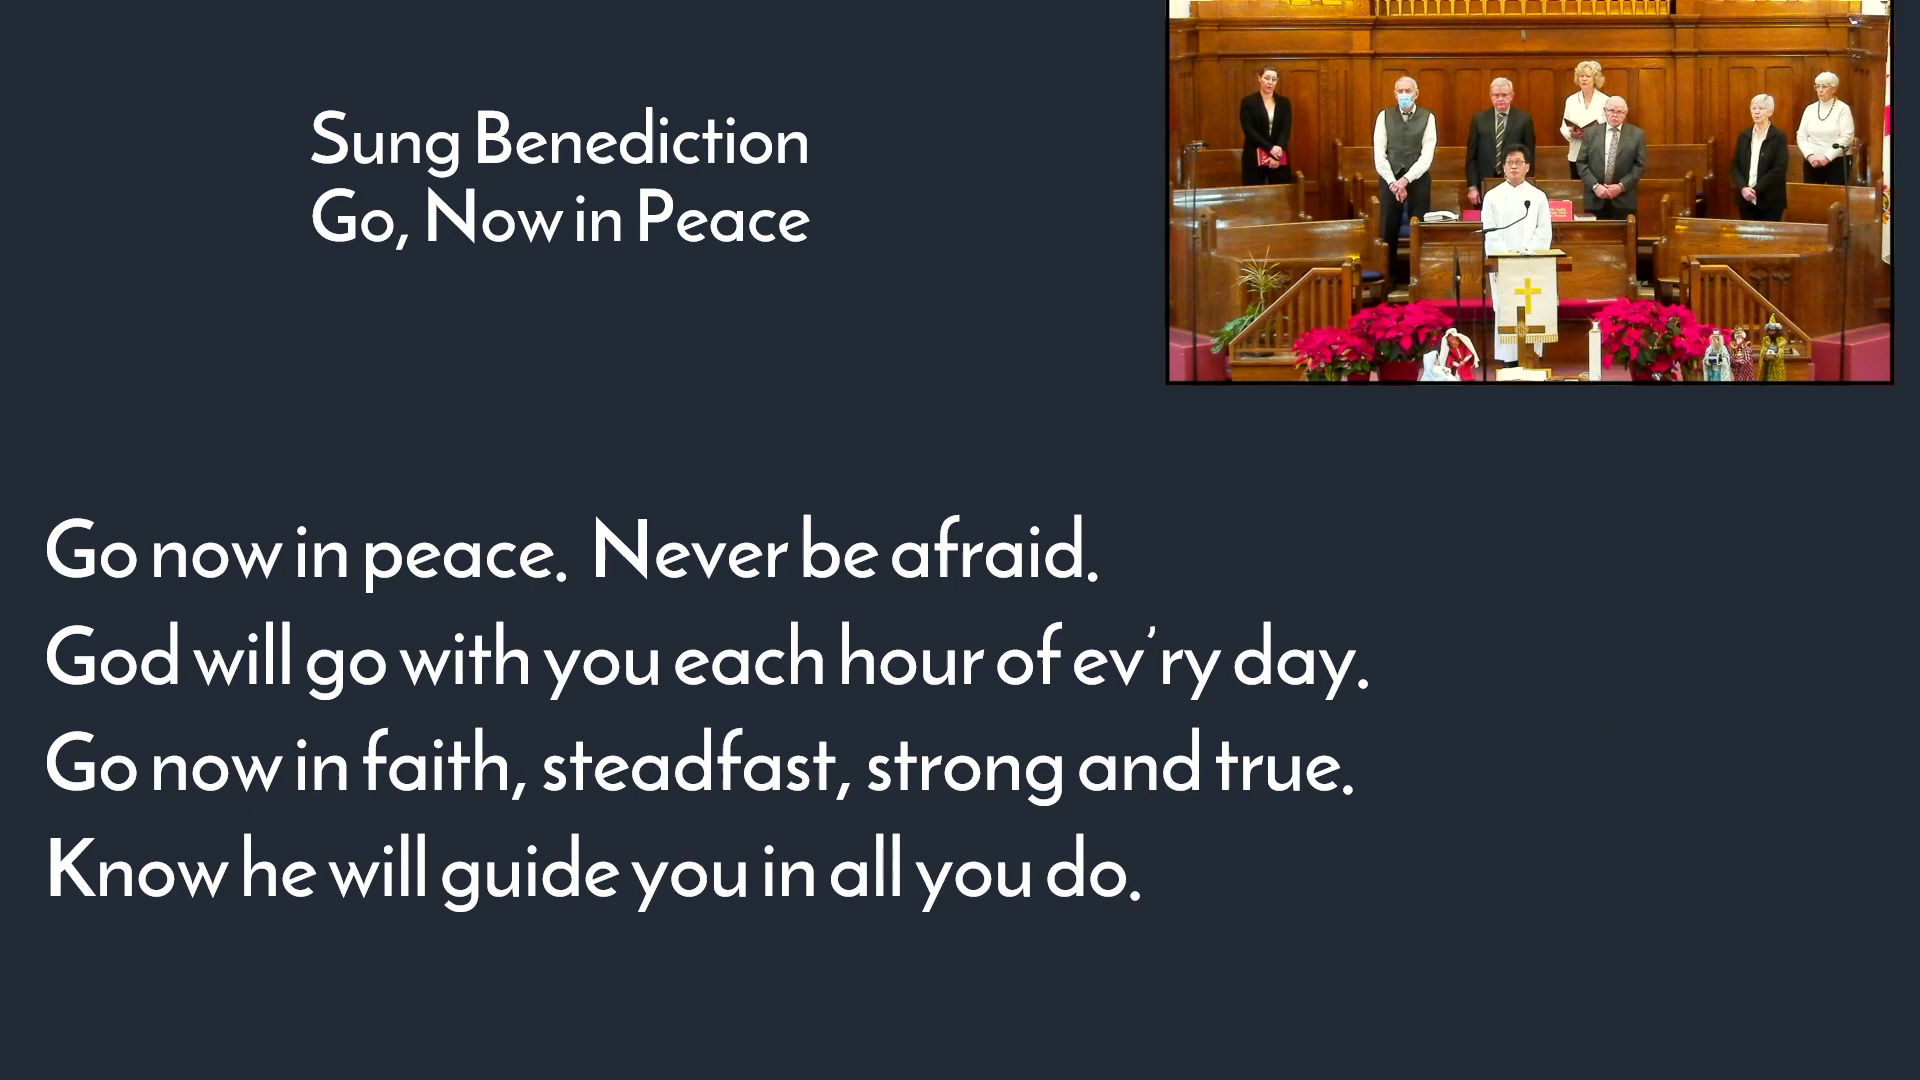 Sung Benediction
Go, Now in Peace
Go now in peace. Never be afraid.
God will go with you each hour of ev’ry day.
Go now in faith, steadfast, strong and true.
Know he will guide you in all you do.